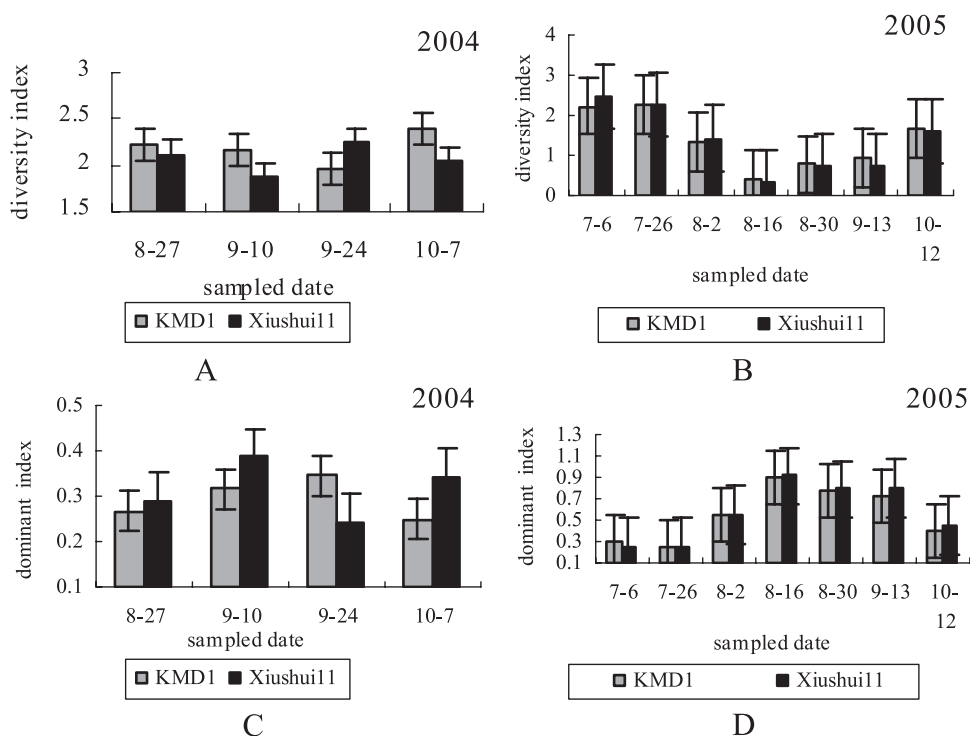 2004
diversity index
3
2.5
2
1.5
8-27 9-10 9-24 10-7
sampled date
KMD1 Xiushui11
A
2005
diversity index
4
3
2
1
0
7-6 7-26 8-2 8-16 8-30 9-13 10-
12
sampled date
KMD1 Xiushui11
B
2004
dominant index
0.5
0.4
0.3
0.2
0.1
8-27 9-10 9-24 10-7
sampled date
KMD1 Xiushui11
C
2005
dominant index
1.3
1.1
0.9
0.7
0.5
0.3
0.1
7-6 7-26 8-2 8-16 8-30 9-13 10-
12
sampled date
KMD1 Xiushui11
D